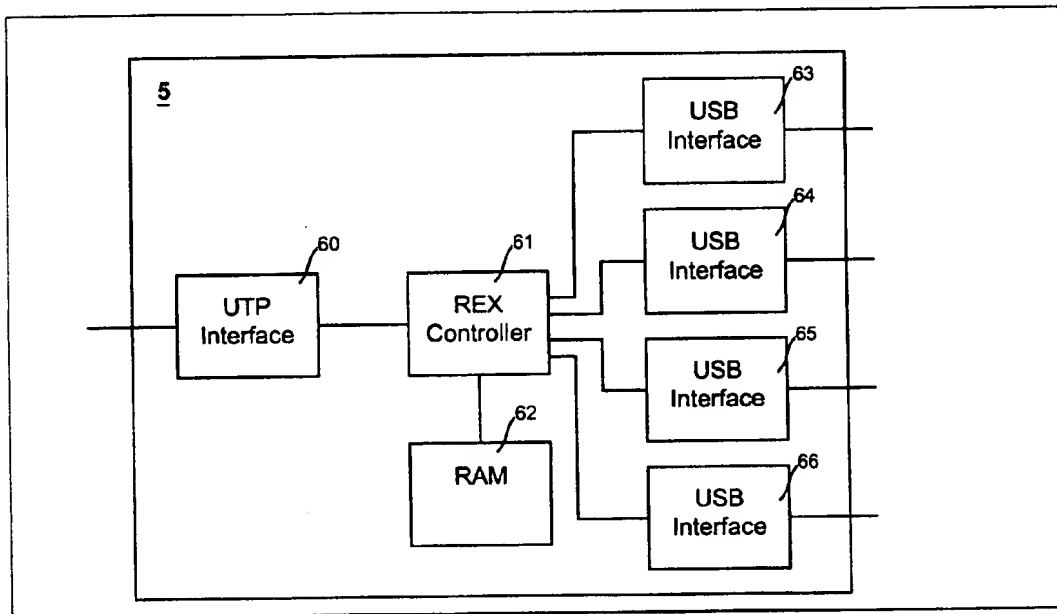 5
63
USB
Interface
64
USB
Interface
60
UTP
Interface
61
REX
Controller
65
USB
Interface
62
RAM
66
USB
Interface